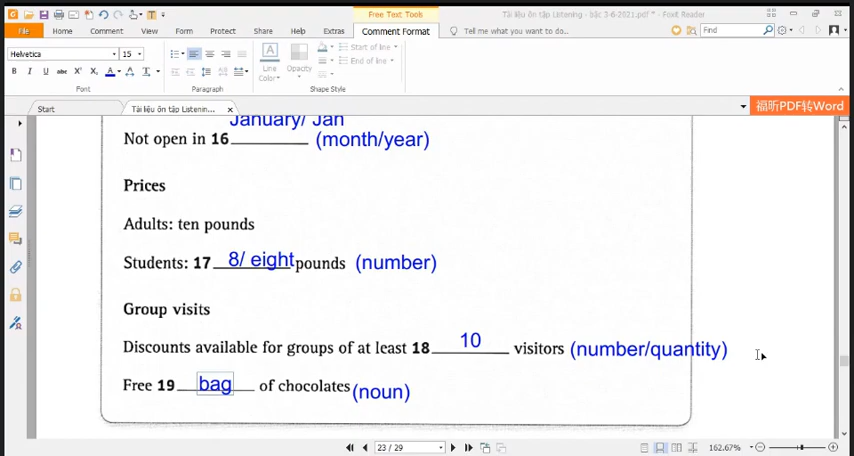 Free Text Tools
Tài liệu ôn tập Listening - bậc 3-6-2021.pdf * - Foxit Reader
File Home Comment View Form Protect Share Help Extras Comment Format Tell me what you want to do... Find
Helvetica 15 Line Color Opacity Start of line
End of line
B I U abc X² X₂ A A T
Font Paragraph Shape Style
Start Tài liệu ôn tập Listenin... 福昕PDF转Word
January/ Jan
Not open in 16 (month/year)
Prices
Adults: ten pounds
Students: 17 8/ eight pounds (number)
Group visits
Discounts available for groups of at least 18 10 visitors (number/quantity)
Free 19 bag of chocolates (noun)
23 / 29 162.67%